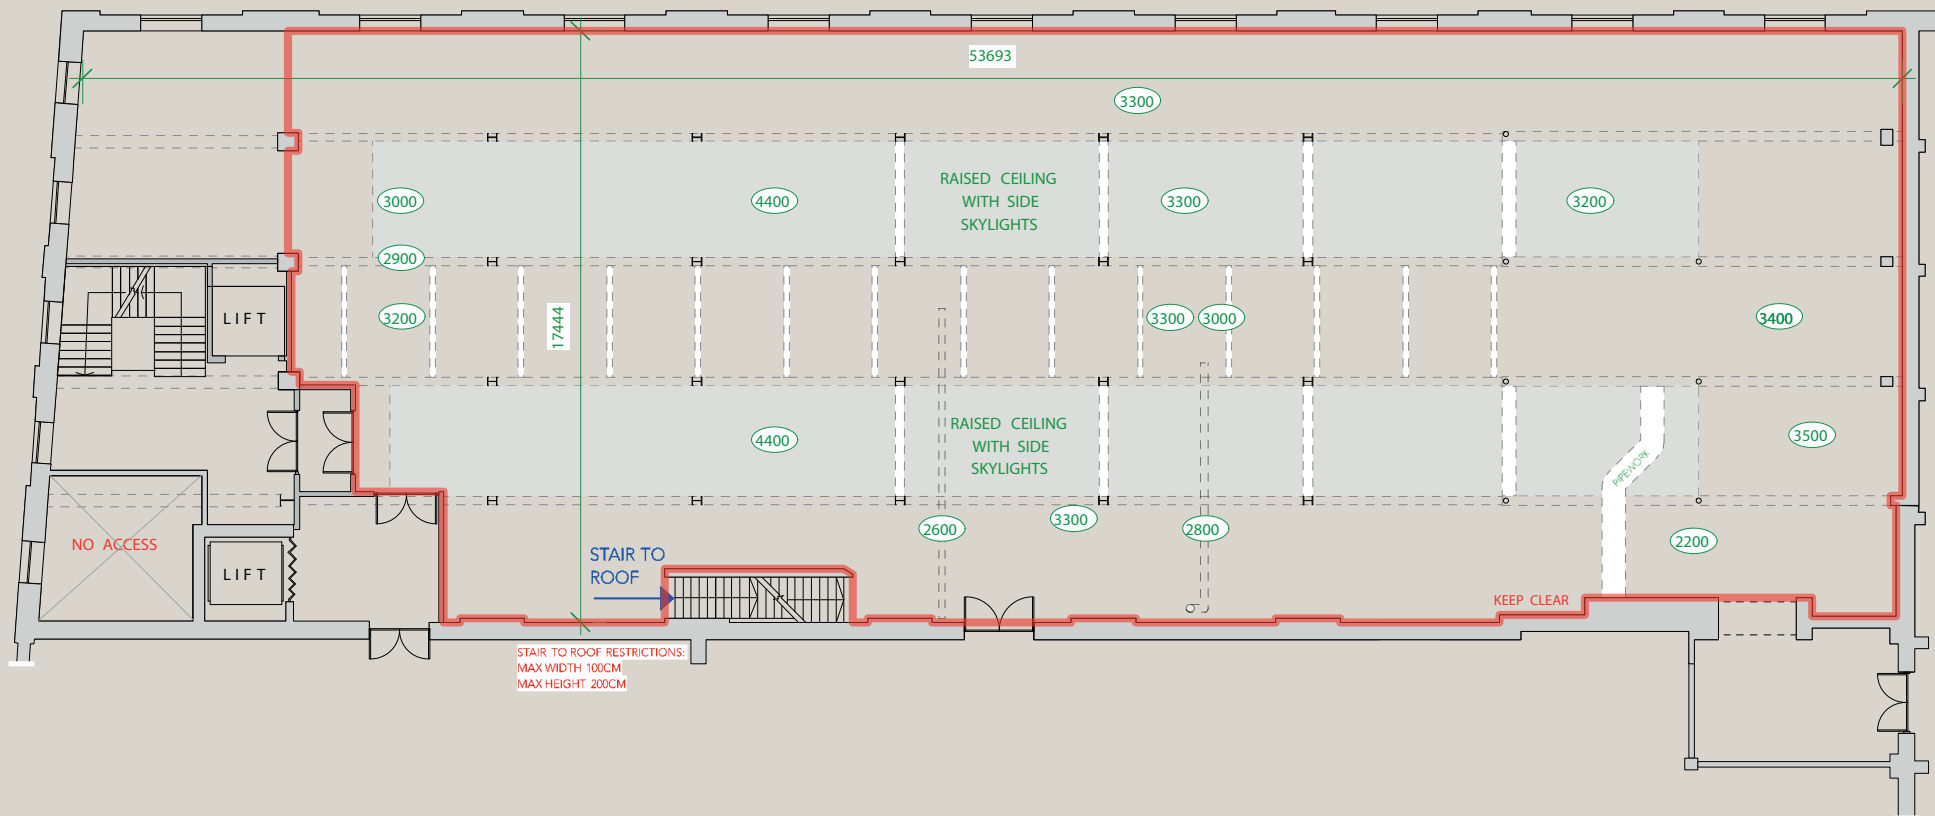 53693
3300
RAISED CEILING
WITH SIDE
SKYLIGHTS
3000
4400
3300
3200
2900
LIFT
3200
17444
3300
3000
3400
RAISED CEILING
WITH SIDE
SKYLIGHTS
4400
3500
PIPEWORK
2600
3300
2800
2200
NO ACCESS
LIFT
STAIR TO
ROOF
KEEP CLEAR
STAIR TO ROOF RESTRICTIONS:
MAX WIDTH 100CM
MAX HEIGHT 200CM